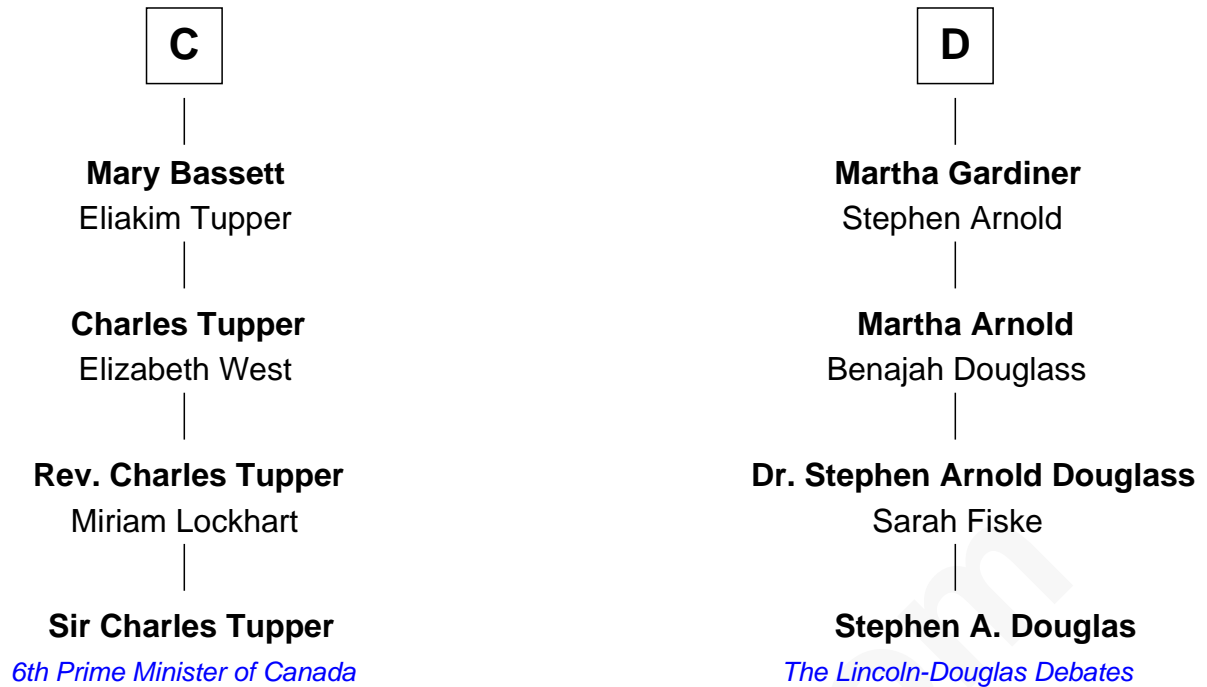 C
Mary Bassett
Eliakim Tupper
Charles Tupper
Elizabeth West
Rev. Charles Tupper
Miriam Lockhart
Sir Charles Tupper
6th Prime Minister of Canada
D
Martha Gardiner
Stephen Arnold
Martha Arnold
Benajah Douglass
Dr. Stephen Arnold Douglass
Sarah Fiske
Stephen A. Douglas
The Lincoln-Douglas Debates